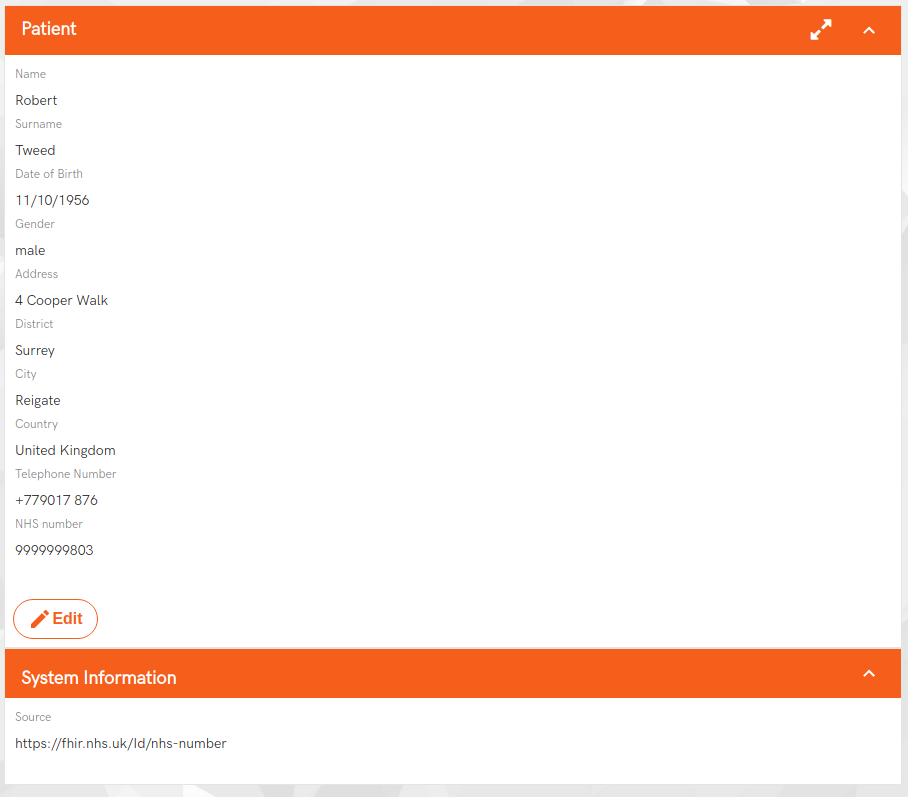 Patient
Name
Robert
Surname
Tweed
Date of Birth
11/10/1956
Gender
male
Address
4 Cooper Walk
District
Surrey
City
Reigate
Country
United Kingdom
Telephone Number
+779017 876
NHS number
9999999803
Edit
System Information
Source
https://fhir.nhs.uk/Id/nhs-number